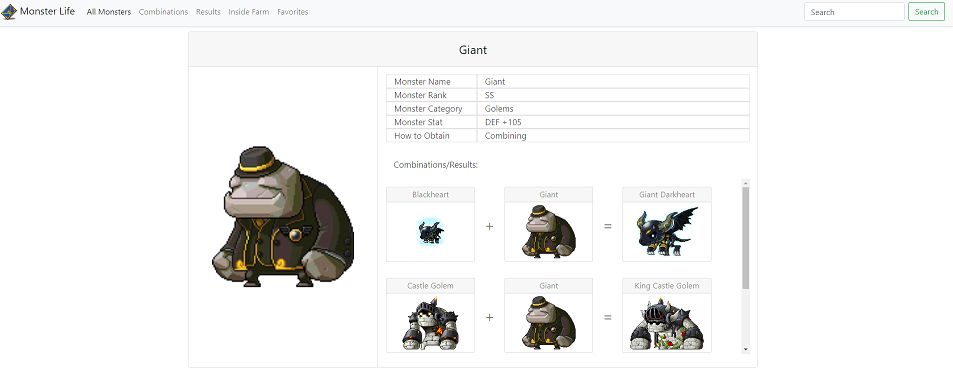 Monster Life All Monsters Combinations Results Inside Farm Favorites Search Search
Giant
Monster Name Giant
Monster Rank SS
Monster Category Golems
Monster Stat DEF +105
How to Obtain Combining
Combinations/Results:
Blackheart Giant Giant Darkheart
+ =
Castle Golem Giant King Castle Golem
+ =